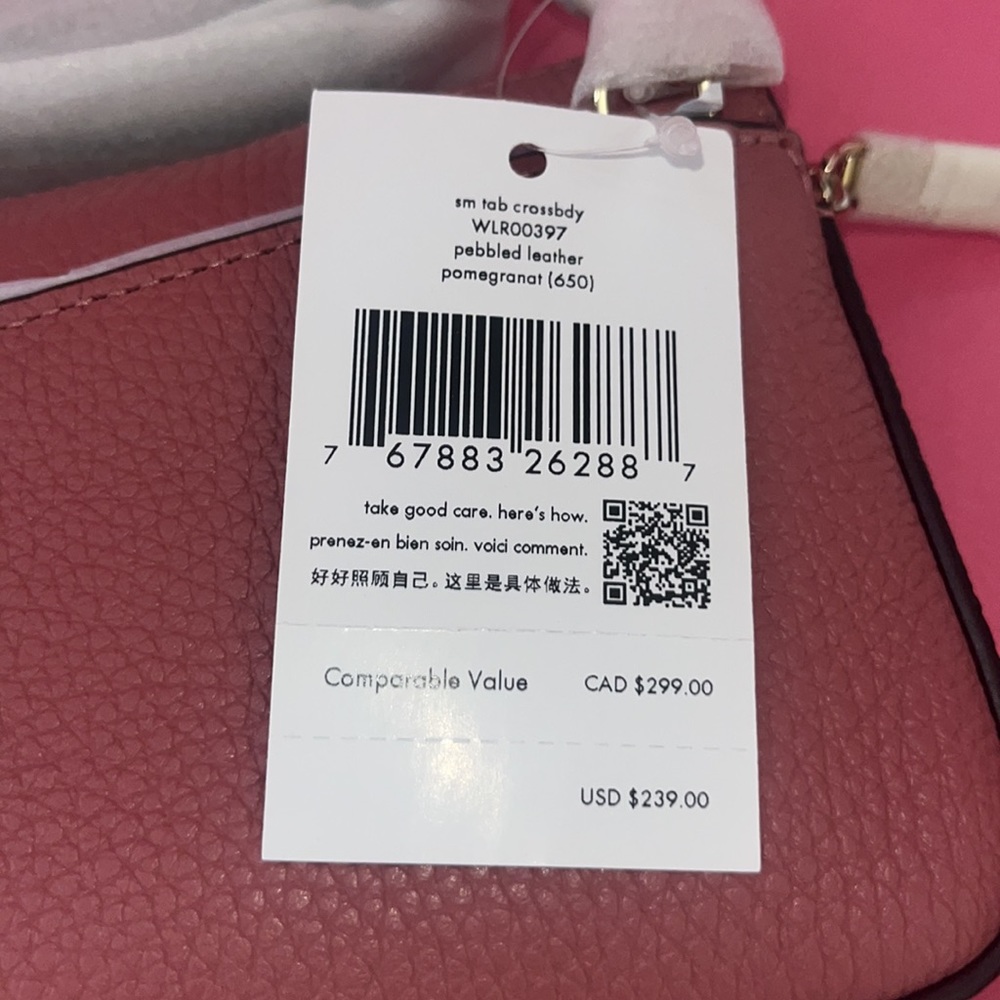 sm tab crossbdy
WLR00397
pebbled leather
pomegranat (650)
7 67883 26288 7
take good care. here's how.
prenez-en bien soin. voici comment.
好好照顾自己。这里是具体做法。
Comparable Value CAD $299.00
USD $239.00